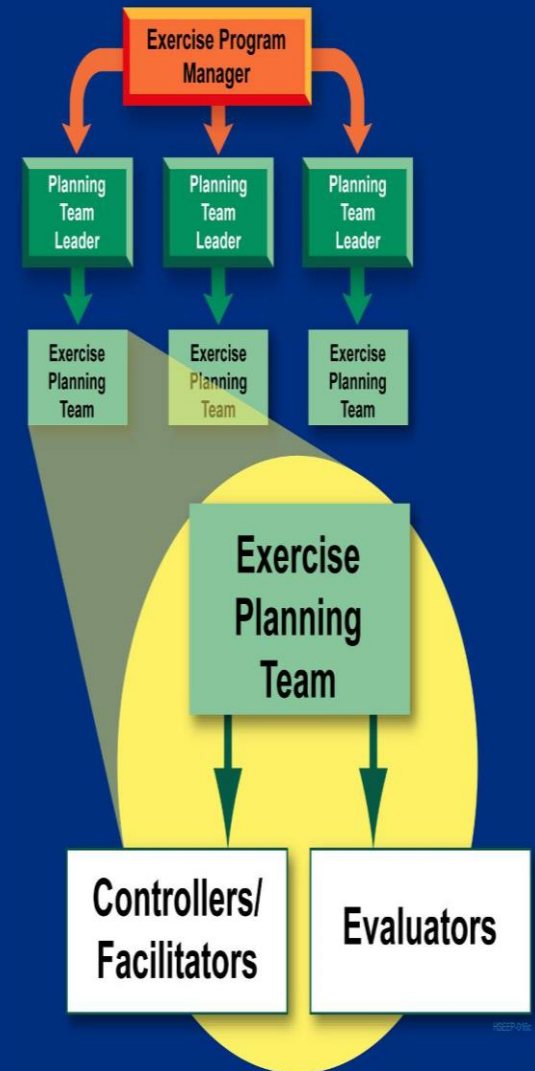 Exercise Program
Manager
Planning
Team
Leader
Planning
Team
Leader
Planning
Team
Leader
Exercise
Planning
Team
Exercise
Planning
Team
Exercise
Planning
Team
Exercise
Planning
Team
Controllers/
Facilitators
Evaluators